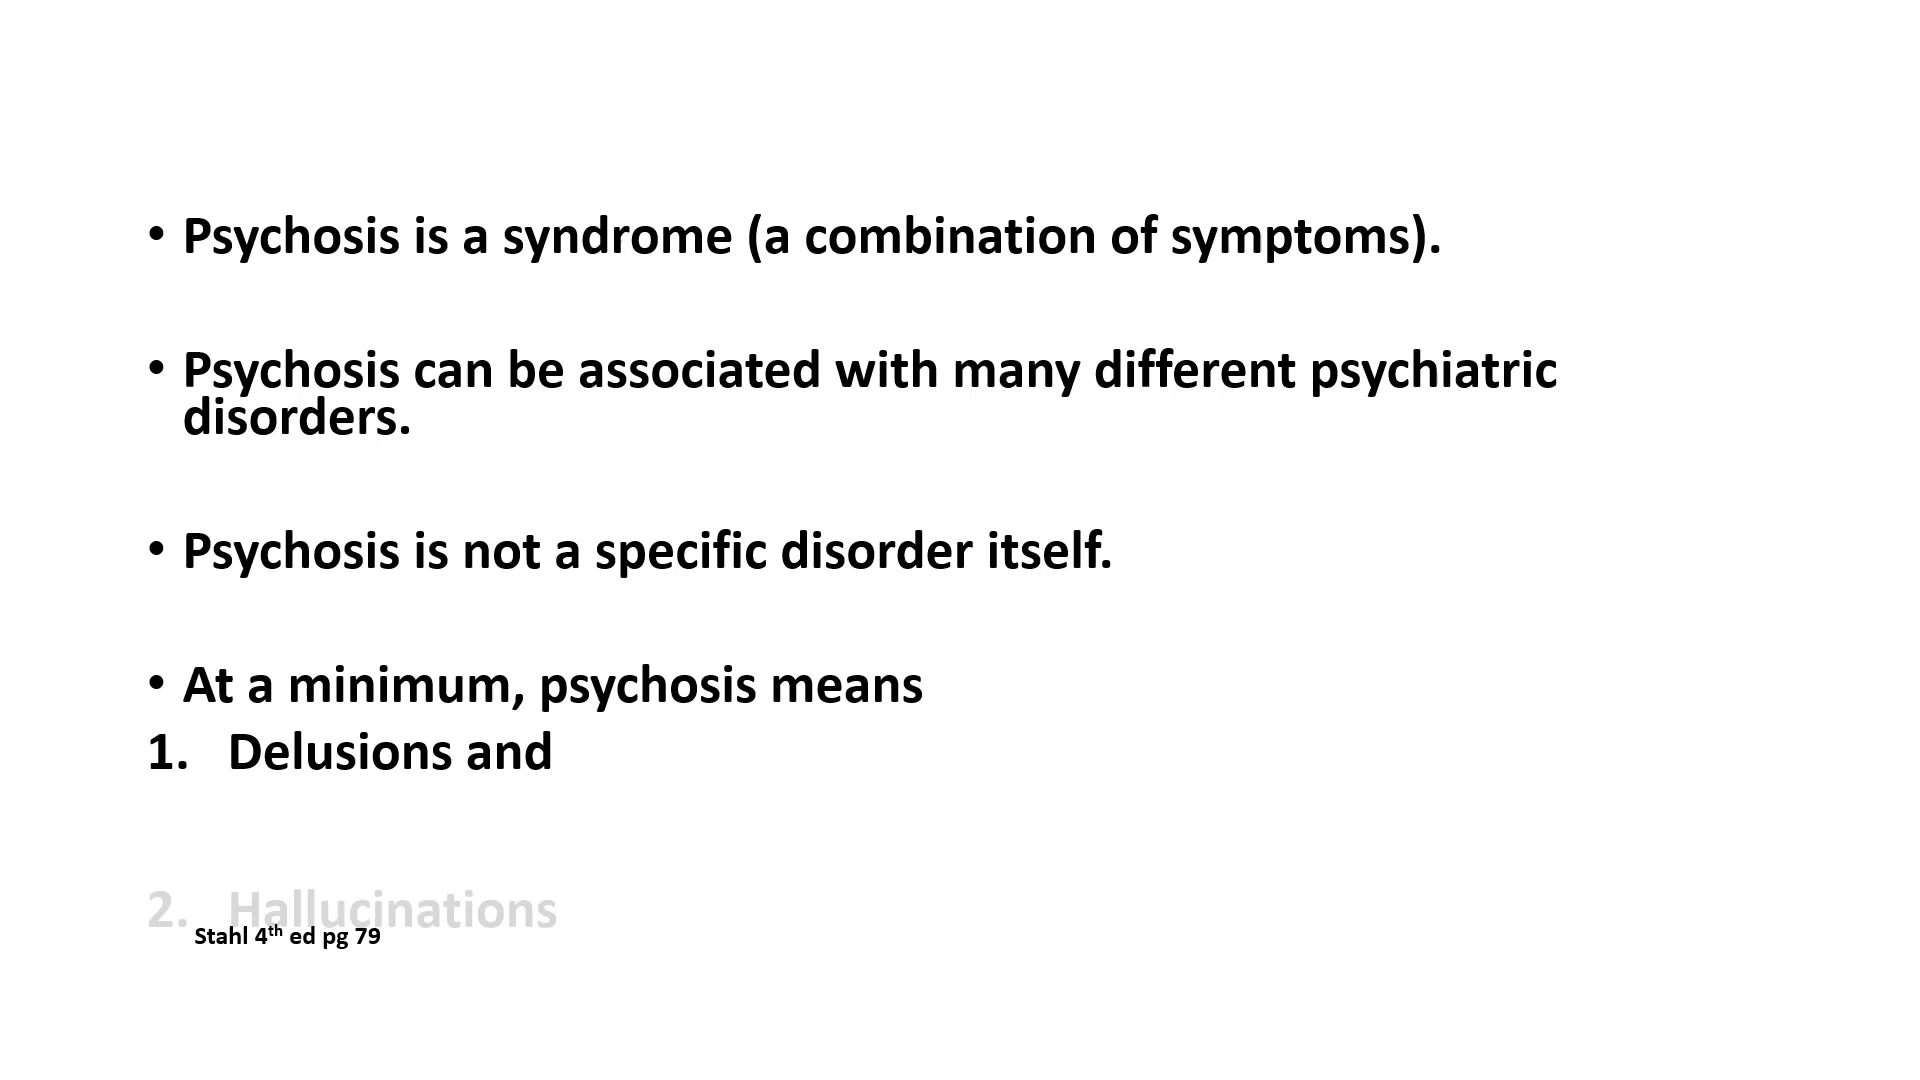 • Psychosis is a syndrome (a combination of symptoms).
• Psychosis can be associated with many different psychiatric
disorders.
• Psychosis is not a specific disorder itself.
• At a minimum, psychosis means
1. Delusions and
2. Hallucinations
Stahl 4th ed pg 79